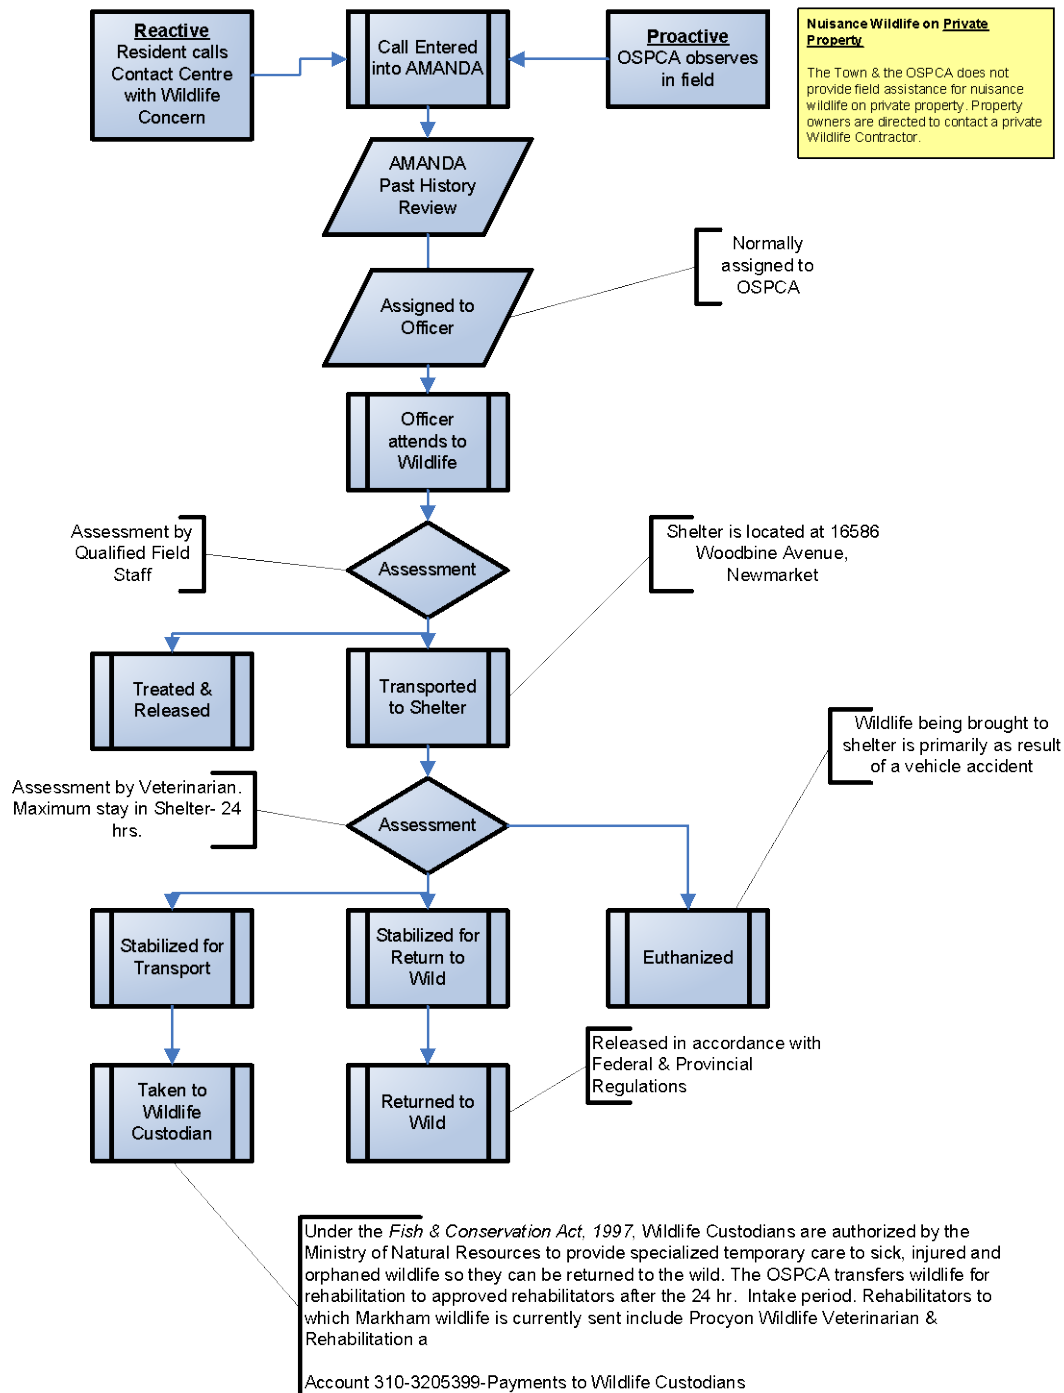 Reactive
Resident calls
Contact Centre
with Wildlife
Concern
Call Entered
into AMANDA
Proactive
OSPCA observes
in field
Nuisance Wildlife on Private
Property
The Town & the OSPCA does not
provide field assistance for nuisance
wildlife on private property. Property
owners are directed to contact a private
Wildlife Contractor.
AMANDA
Past History
Review
Normally
assigned to
OSPCA
Assigned to
Officer
Officer
attends to
Wildlife
Assessment by
Qualified Field
Staff
Assessment
Shelter is located at 16586
Woodbine Avenue,
Newmarket
Treated &
Released
Transported
to Shelter
Wildlife being brought to
shelter is primarily as result
of a vehicle accident
Assessment by Veterinarian.
Maximum stay in Shelter- 24
hrs.
Assessment
Stabilized for
Transport
Stabilized for
Return to
Wild
Euthanized
Released in accordance with
Federal & Provincial
Regulations
Taken to
Wildlife
Custodian
Returned to
Wild
Under the Fish & Conservation Act, 1997, Wildlife Custodians are authorized by the
Ministry of Natural Resources to provide specialized temporary care to sick, injured and
orphaned wildlife so they can be returned to the wild. The OSPCA transfers wildlife for
rehabilitation to approved rehabilitators after the 24 hr.  Intake period. Rehabilitators to
which Markham wildlife is currently sent include Procyon Wildlife Veterinarian &
Rehabilitation a
Account 310-3205399-Payments to Wildlife Custodians